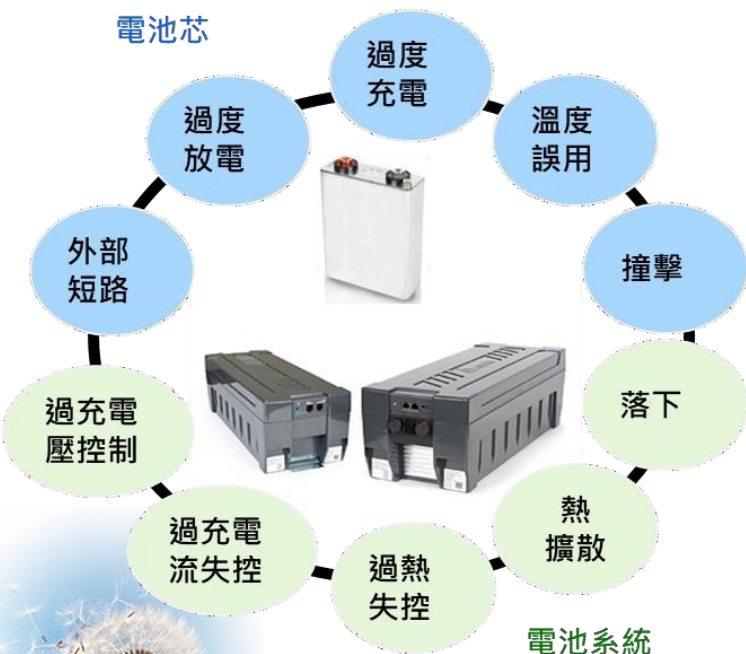 電池芯
過度
充電
過度
放電
溫度
誤用
外部
短路
撞擊
過充電
壓控制
落下
過充電
流失控
過熱
失控
熱
擴散
電池系統